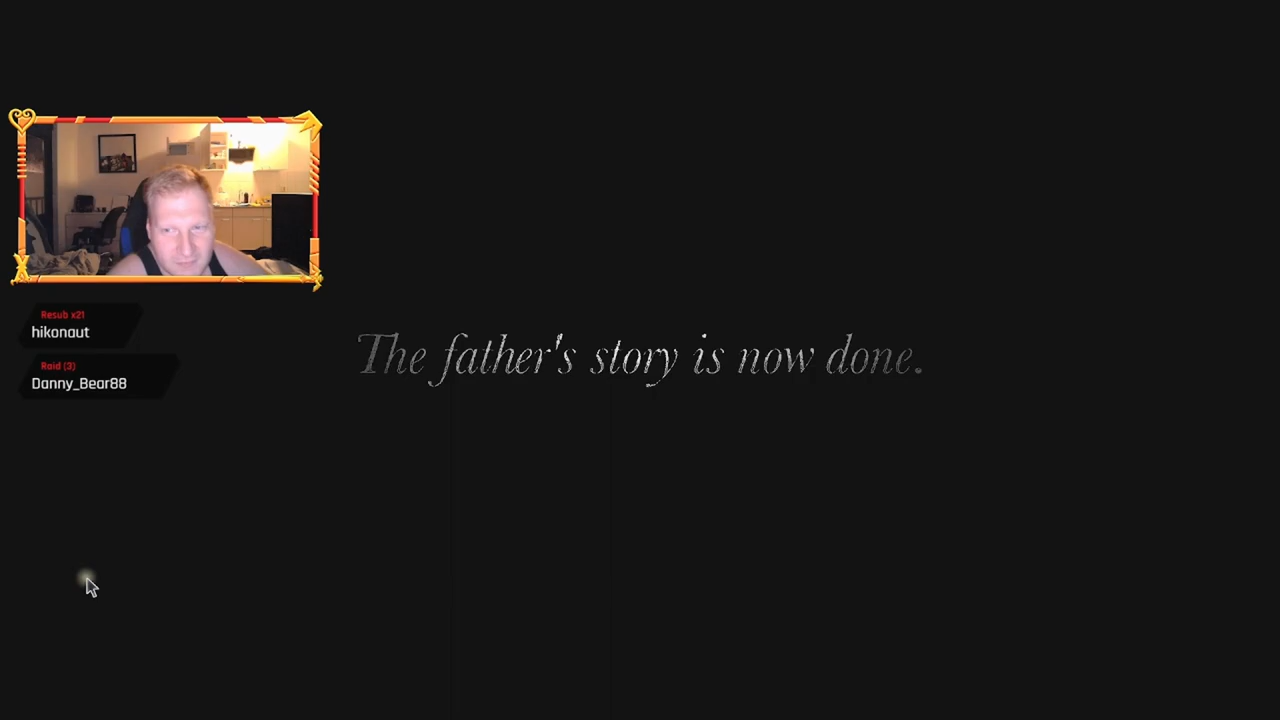 Resub x21
hikonaut
Raid (3)
Danny_Bear88
The father's story is now done.